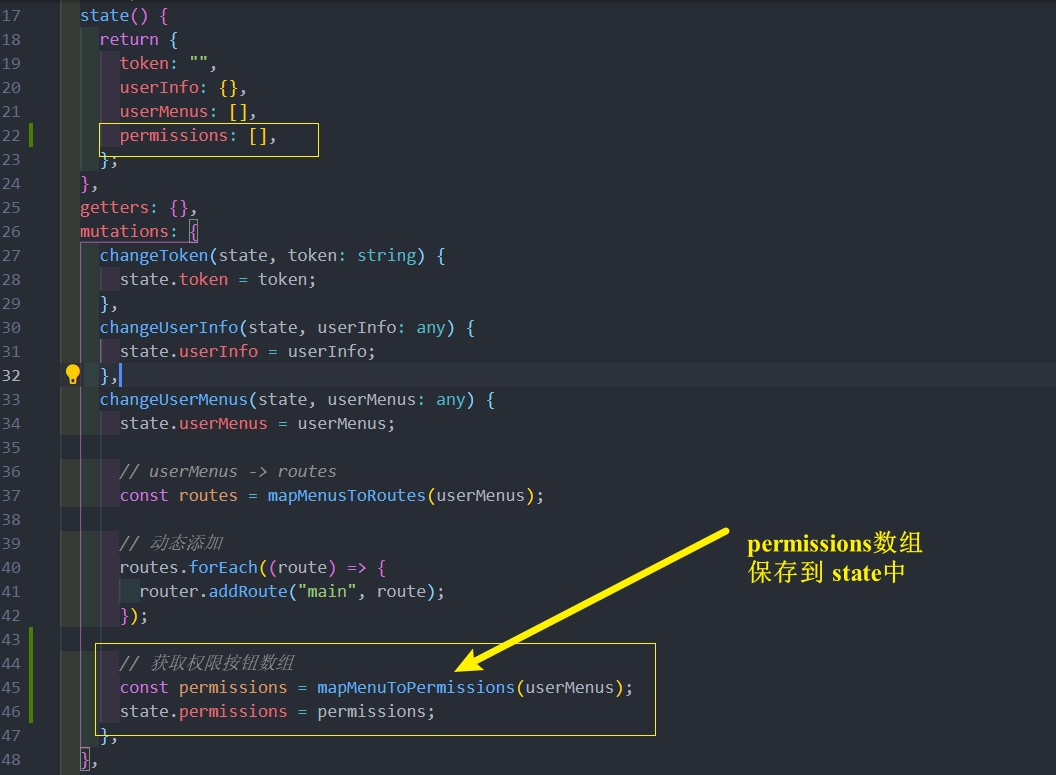 17 state() {
18 return {
19 token: "",
20 userInfo: {},
21 userMenus: [],
22 permissions: [],
23 };
24 },
25 getters: {},
26 mutations: {
27 changeToken(state, token: string) {
28 state.token = token;
29 },
30 changeUserInfo(state, userInfo: any) {
31 state.userInfo = userInfo;
32 },
33 changeUserMenus(state, userMenus: any) {
34 state.userMenus = userMenus;
35
36 // userMenus -> routes
37 const routes = mapMenusToRoutes(userMenus);
38
39 // 动态添加
40 routes.forEach((route) => {
41 router.addRoute("main", route);
42 });
43
44 // 获取权限按钮数组
45 const permissions = mapMenuToPermissions(userMenus);
46 state.permissions = permissions;
47 },
48 },
permissions数组
保存到 state中